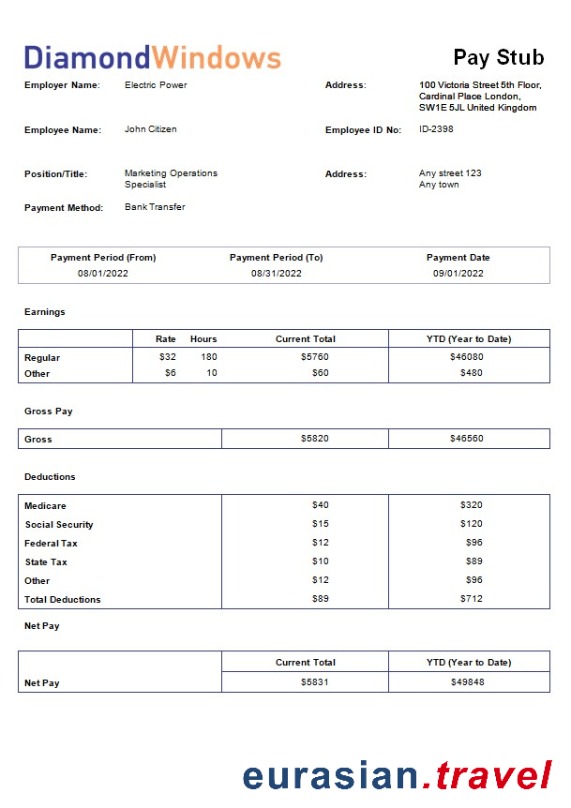 DiamondWindows
Pay Stub
Employer Name: Electric Power Address: 100 Victoria Street 5th Floor,
Cardinal Place London,
SW1E 5JL United Kingdom
Employee Name: John Citizen Employee ID No: ID-2398
Position/Title: Marketing Operations Address: Any street 123
Specialist Any town
Payment Method: Bank Transfer
Payment Period (From) Payment Period (To) Payment Date
08/01/2022 08/31/2022 09/01/2022
Earnings
Rate Hours Current Total YTD (Year to Date)
Regular $32 180 $5760 $46080
Other $6 10 $60 $480
Gross Pay
Gross $5820 $46560
Deductions
Medicare $40 $320
Social Security $15 $120
Federal Tax $12 $96
State Tax $10 $89
Other $12 $96
Total Deductions $89 $712
Net Pay
Current Total YTD (Year to Date)
Net Pay $5831 $49848
eurasian.travel